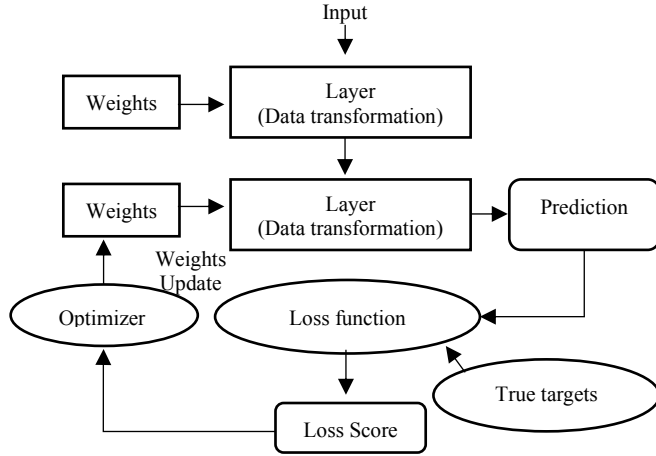 Input
Weights
Layer
(Data transformation)
Weights
Layer
(Data transformation)
Prediction
Weights
Update
Optimizer
Loss function
True targets
Loss Score